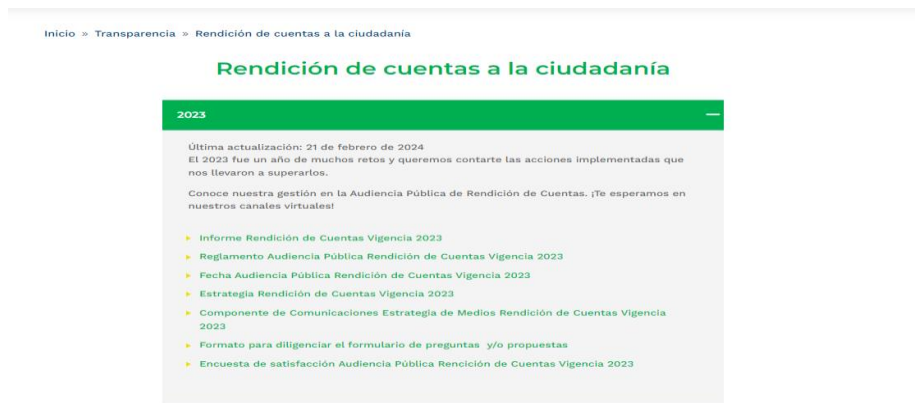 Inicio » Transparencia » Rendición de cuentas a la ciudadanía
Rendición de cuentas a la ciudadanía
2023
Última actualización: 21 de febrero de 2024
El 2023 fue un año de muchos retos y queremos contarte las acciones implementadas que
nos llevaron a superarlos.
Conoce nuestra gestión en la Audiencia Pública de Rendición de Cuentas. ¡Te esperamos en
nuestros canales virtuales!
Informe Rendición de Cuentas Vigencia 2023
Reglamento Audiencia Pública Rendición de Cuentas Vigencia 2023
Fecha Audiencia Pública Rendición de Cuentas Vigencia 2023
Estrategia Rendición de Cuentas Vigencia 2023
Componente de Comunicaciones Estrategia de Medios Rendición de Cuentas Vigencia
2023
Formato para diligenciar el formulario de preguntas y/o propuestas
Encuesta de satisfacción Audiencia Pública Rencición de Cuentas Vigencia 2023